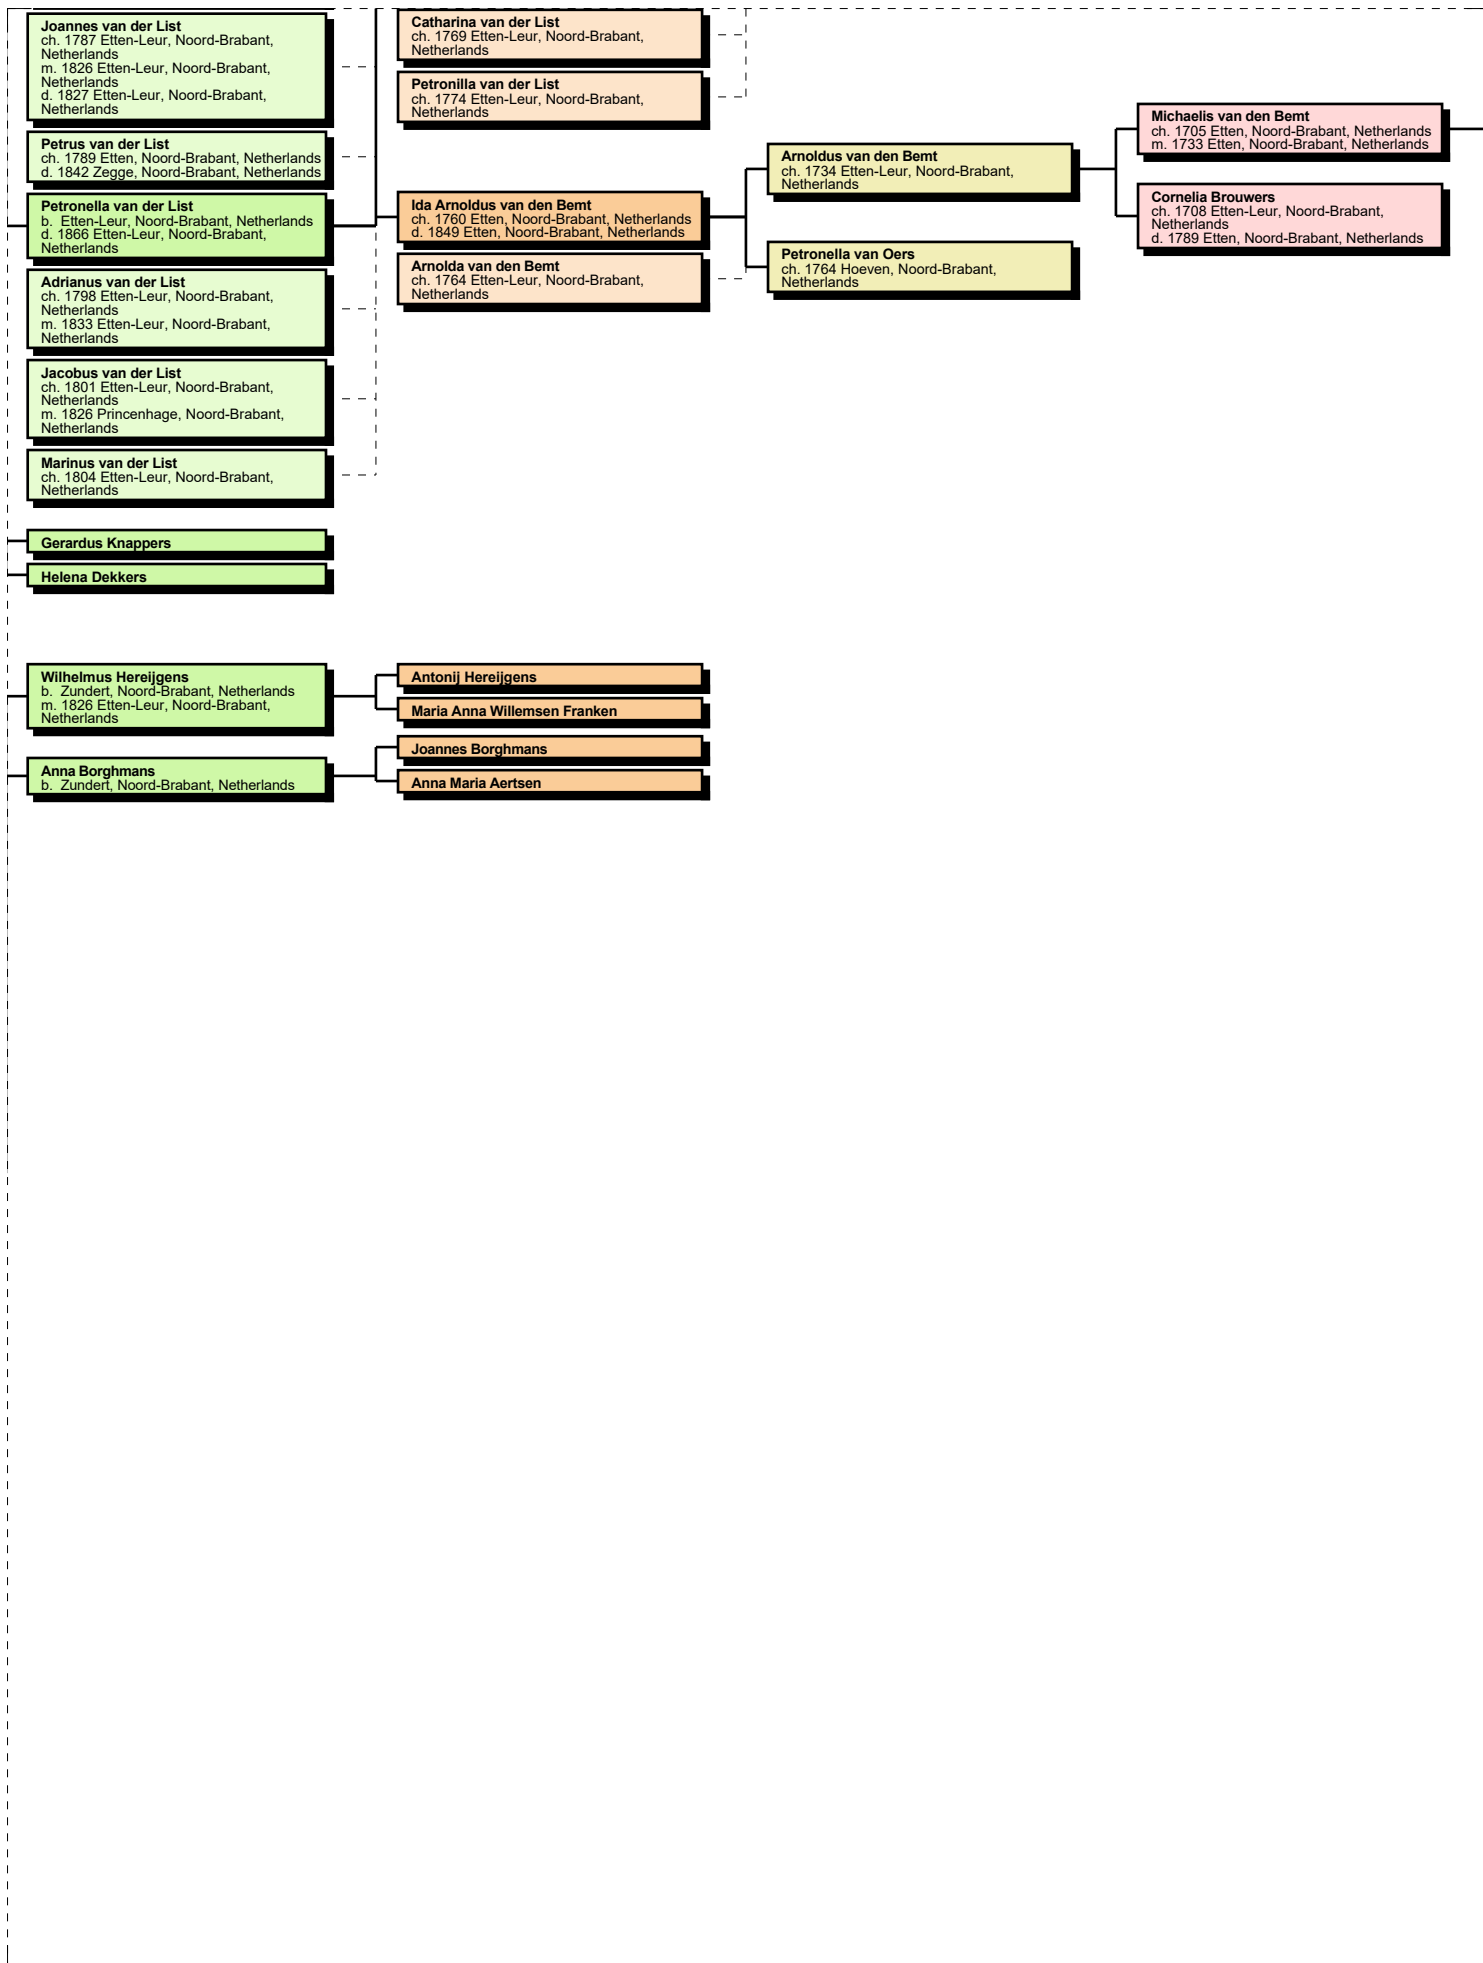 Joannes van der List
ch. 1787 Etten-Leur, Noord-Brabant,
Netherlands
m. 1826 Etten-Leur, Noord-Brabant,
Netherlands
d. 1827 Etten-Leur, Noord-Brabant,
Netherlands
Petrus van der List
ch. 1789 Etten, Noord-Brabant, Netherlands
d. 1842 Zegge, Noord-Brabant, Netherlands
Petronella van der List
b.  Etten-Leur, Noord-Brabant, Netherlands
d. 1866 Etten-Leur, Noord-Brabant,
Netherlands
Adrianus van der List
ch. 1798 Etten-Leur, Noord-Brabant,
Netherlands
m. 1833 Etten-Leur, Noord-Brabant,
Netherlands
Jacobus van der List
ch. 1801 Etten-Leur, Noord-Brabant,
Netherlands
m. 1826 Princenhage, Noord-Brabant,
Netherlands
Marinus van der List
ch. 1804 Etten-Leur, Noord-Brabant,
Netherlands
Gerardus Knappers
Helena Dekkers
Wilhelmus Hereijgens
b.  Zundert, Noord-Brabant, Netherlands
m. 1826 Etten-Leur, Noord-Brabant,
Netherlands
Anna Borghmans
b.  Zundert, Noord-Brabant, Netherlands
Catharina van der List
ch. 1769 Etten-Leur, Noord-Brabant,
Netherlands
Petronilla van der List
ch. 1774 Etten-Leur, Noord-Brabant,
Netherlands
Ida Arnoldus van den Bemt
ch. 1760 Etten, Noord-Brabant, Netherlands
d. 1849 Etten, Noord-Brabant, Netherlands
Arnolda van den Bemt
ch. 1764 Etten-Leur, Noord-Brabant,
Netherlands
Antonij Hereijgens
Maria Anna Willemsen Franken
Joannes Borghmans
Anna Maria Aertsen
Arnoldus van den Bemt
ch. 1734 Etten-Leur, Noord-Brabant,
Netherlands
Petronella van Oers
ch. 1764 Hoeven, Noord-Brabant,
Netherlands
Michaelis van den Bemt
ch. 1705 Etten, Noord-Brabant, Netherlands
m. 1733 Etten, Noord-Brabant, Netherlands
Cornelia Brouwers
ch. 1708 Etten-Leur, Noord-Brabant,
Netherlands
d. 1789 Etten, Noord-Brabant, Netherlands